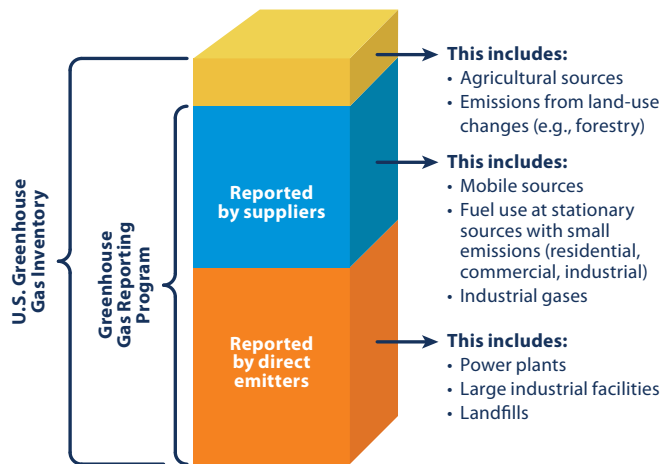 This includes:
• Agricultural sources
• Emissions from land-use
changes (e.g., forestry)
U.S. Greenhouse
Gas Inventory
Greenhouse
Gas Reporting
Program
Reported
by suppliers
This includes:
• Mobile sources
• Fuel use at stationary
sources with small
emissions (residential,
commercial, industrial)
• Industrial gases
Reported
by direct
emitters
This includes:
• Power plants
• Large industrial facilities
• Landfills